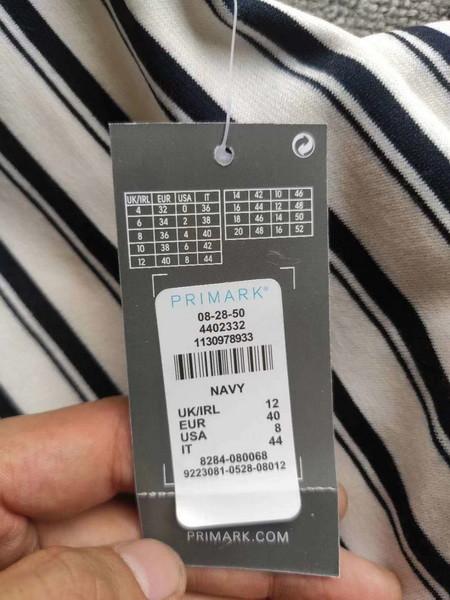 UK/IRL EUR USA IT
4 32 0 36
6 34 2 38
8 36 4 40
10 38 6 42
12 40 8 44
14 42 10 46
16 44 12 48
18 46 14 50
20 48 16 52
PRIMARK®
08-28-50
4402332
1130978933
NAVY
UK/IRL 12
EUR 40
USA 8
IT 44
8284-080068
9223081-0528-08012
PRIMARK.COM